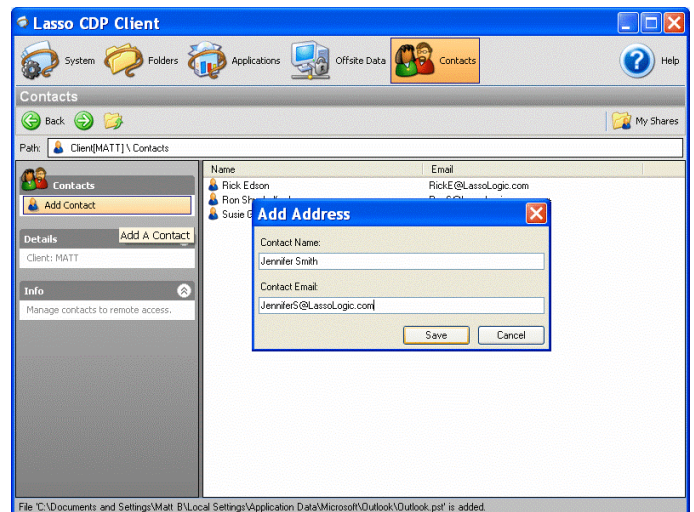 Lasso CDP Client
System Folders Applications Offsite Data Contacts Help
Contacts
Back My Shares
Path: Client[MATT] \ Contacts
Contacts
Add Contact
Add A Contact
Details
Client: MATT
Info
Manage contacts to remote access.
Name Email
Rick Edson RickE@LassoLogic.com
Ron
Susie
Add Address
Contact Name:
Jennifer Smith
Contact Email:
JenniferS@LassoLogic.com
Save Cancel
File 'C:\Documents and Settings\Matt B\Local Settings\Application Data\Microsoft\Outlook\Outlook.pst' is added.